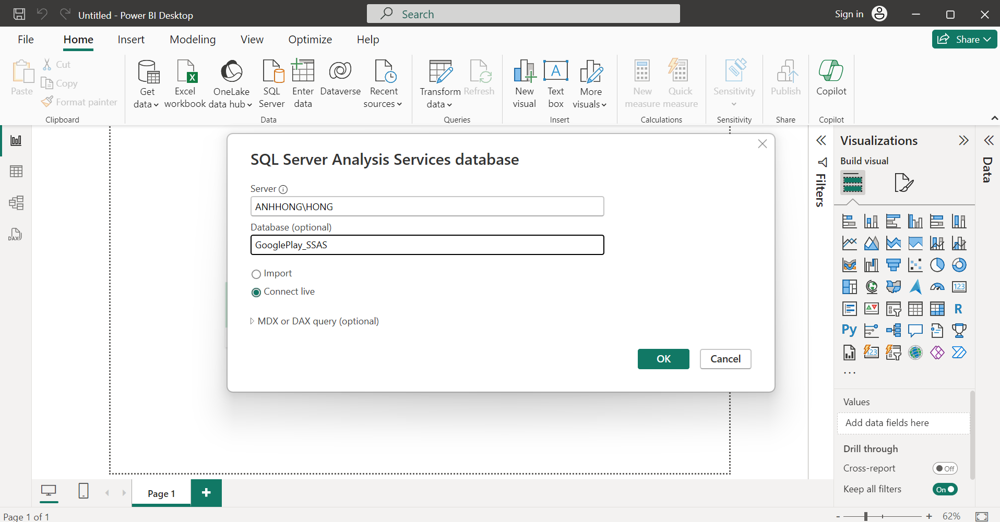 Untitled - Power BI Desktop
Search
Sign in
File
Home
Insert
Modeling
View
Optimize
Help
Share
Paste
Cut
Copy
Format painter
Clipboard
Get data
Excel workbook
OneLake data hub
SQL Server
Enter data
Dataverse
Recent sources
Data
Transform data
Refresh
Queries
New visual
Text box
More visuals
Insert
New measure
Quick measure
Calculations
Sensitivity
Sensitivity
Publish
Share
Copilot
Copilot
DAX
SQL Server Analysis Services database
Server
ANHHONG\HONG
Database (optional)
GooglePlay_SSAS
Import
Connect live
MDX or DAX query (optional)
OK
Cancel
Filters
Visualizations
Data
Build visual
123
R
Py
123
Values
Add data fields here
Drill through
Cross-report
Off
Keep all filters
On
Page 1
Page 1 of 1
62%